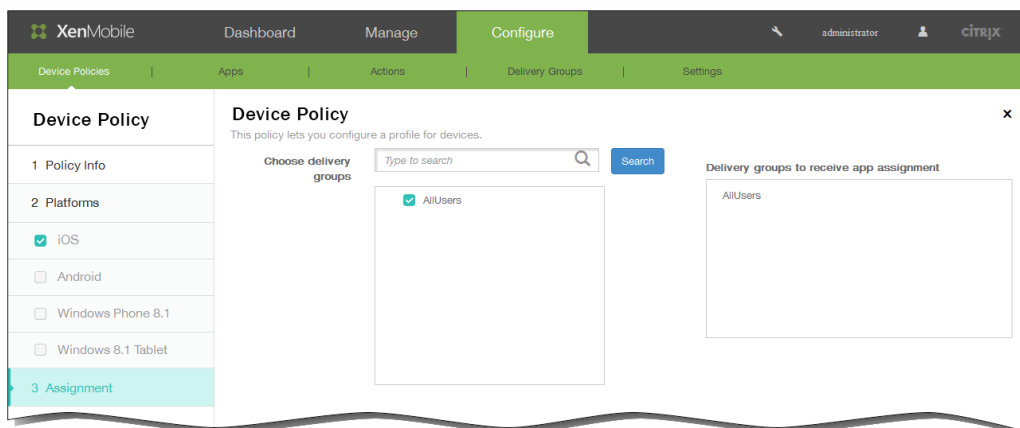 XenMobile Dashboard Manage Configure administrator CİTRIX
Device Policies | Apps | Actions | Delivery Groups | Settings
Device Policy
1 Policy Info
2 Platforms
iOS
Android
Windows Phone 8.1
Windows 8.1 Tablet
3 Assignment
Device Policy x
This policy lets you configure a profile for devices.
Choose delivery
groups
Type to search Search
AllUsers
Delivery groups to receive app assignment
AllUsers